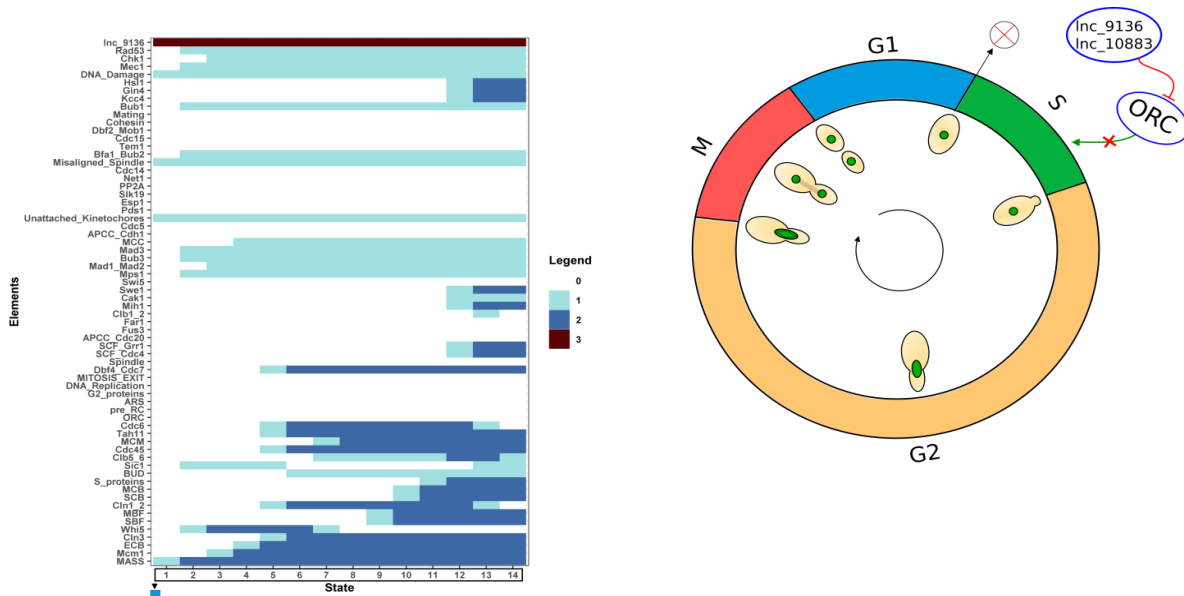 lnc_9136
Rad53
Chk1
Mec1
DNA_Damage
Hsl1
Gin4
Kcc4
Bub1
Mating
Cohesin
Dbf2_Mob1
Cdc15
Tem1
Bfa1_Bub2
Misaligned_Spindle
Cdc14
Net1
PP2A
Slk19
Esp1
Pds1
Unattached_Kinetochores
Cdc5
APCC_Cdh1
MCC
Mad3
Bub3
Mad1_Mad2
Mps1
Swi5
Swe1
Cak1
Mih1
Clb1_2
Far1
Fus3
APCC_Cdc20
SCF_Grr1
SCF_Cdc4
Spindle
Dbf4_Cdc7
MITOSIS_EXIT
DNA_Replication
G2_proteins
ARS
pre_RC
ORC
Cdc6
Tah11
MCM
Cdc45
Clb5_6
Sic1
BUD
S_proteins
MCB
SCB
Cln1_2
MBF
SBF
Whi5
Cln3
ECB
Mcm1
MASS
Elements
1 2 3 4 5 6 7 8 9 10 11 12 13 14
State
Legend
0
1
2
3
G1
S
G2
M
lnc_9136
lnc_10883
ORC